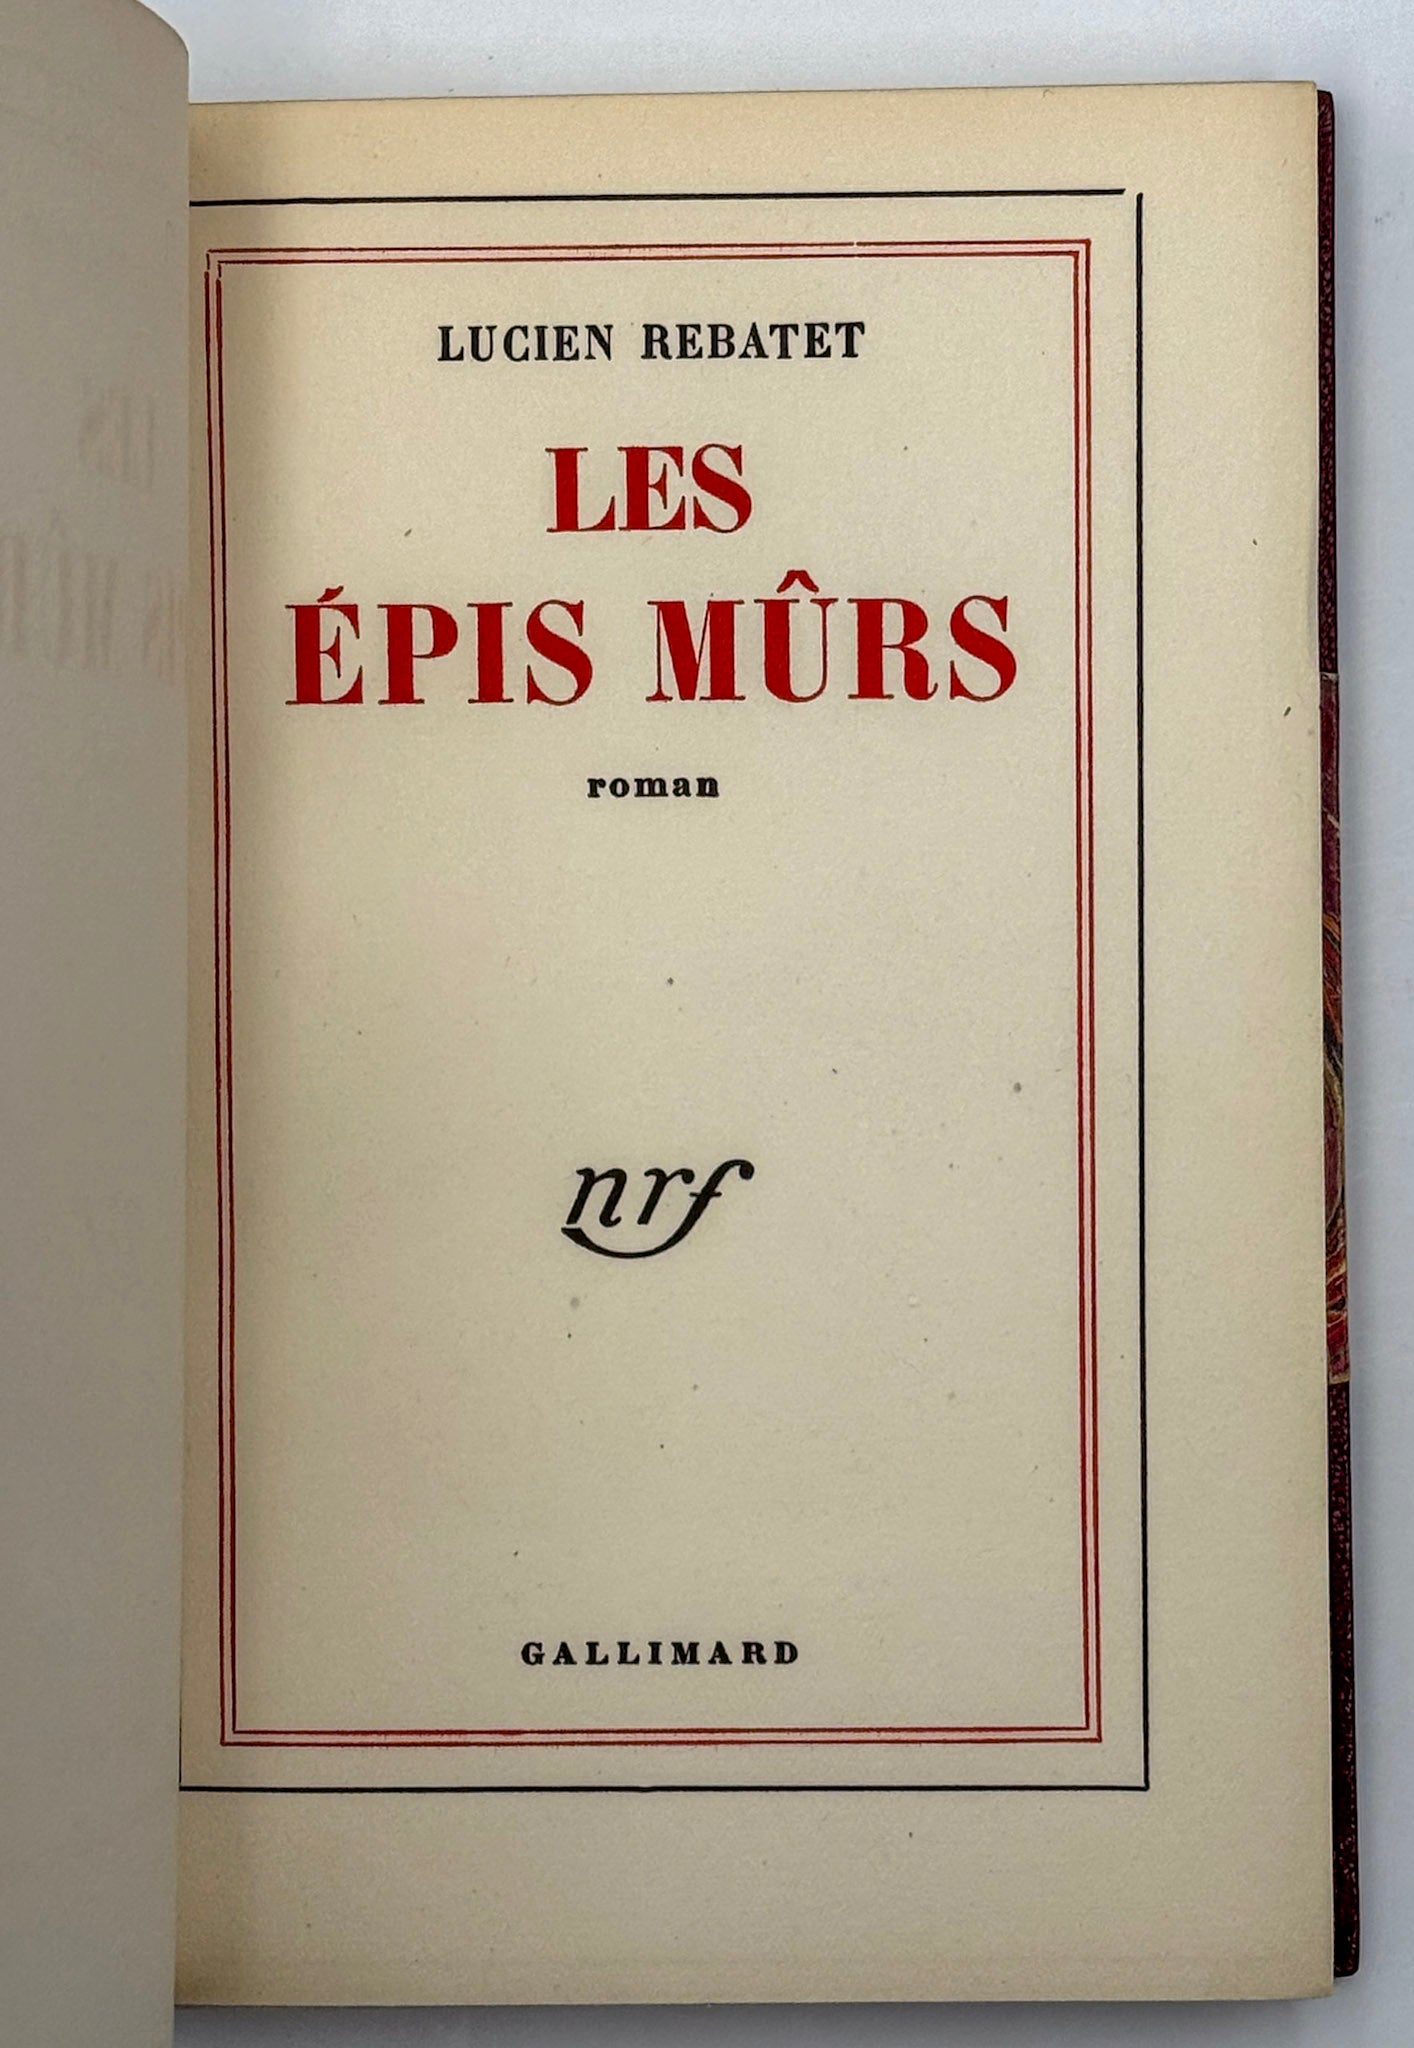 LUCIEN REBATET
LES
ÉPIS MÛRS
roman
nrf
GALLIMARD